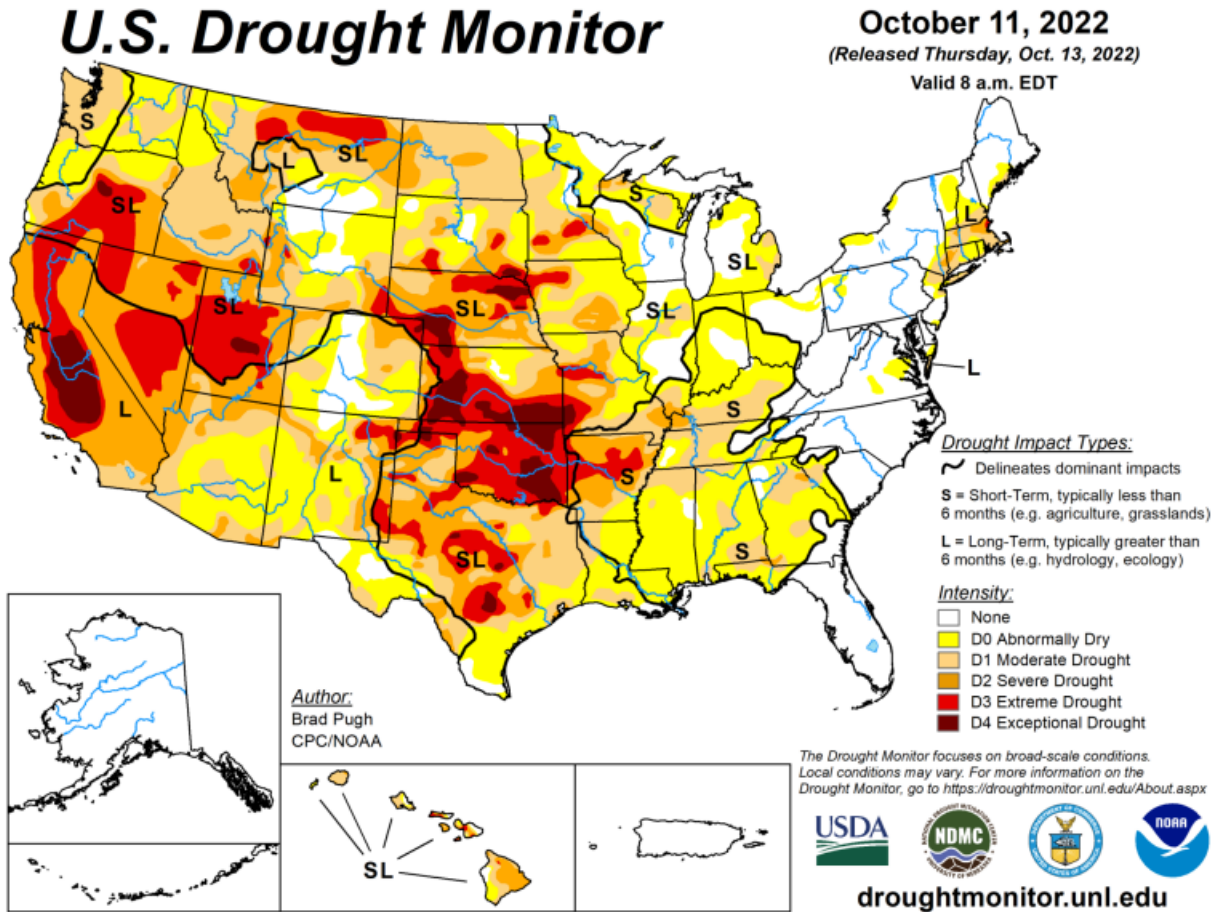 U.S. Drought Monitor
October 11, 2022
(Released Thursday, Oct. 13, 2022)
Valid 8 a.m. EDT
S
L
SL
SL
S
L
SL
SL
SL
SL
L
L
S
S
L
SL
S
L
Drought Impact Types:
Delineates dominant impacts
S = Short-Term, typically less than
6 months (e.g. agriculture, grasslands)
L = Long-Term, typically greater than
6 months (e.g. hydrology, ecology)
Intensity:
None
D0 Abnormally Dry
D1 Moderate Drought
D2 Severe Drought
D3 Extreme Drought
D4 Exceptional Drought
Author:
Brad Pugh
CPC/NOAA
SL
The Drought Monitor focuses on broad-scale conditions.
Local conditions may vary. For more information on the
Drought Monitor, go to https://droughtmonitor.unl.edu/About.aspx
USDA
NDMC
NOAA
droughtmonitor.unl.edu